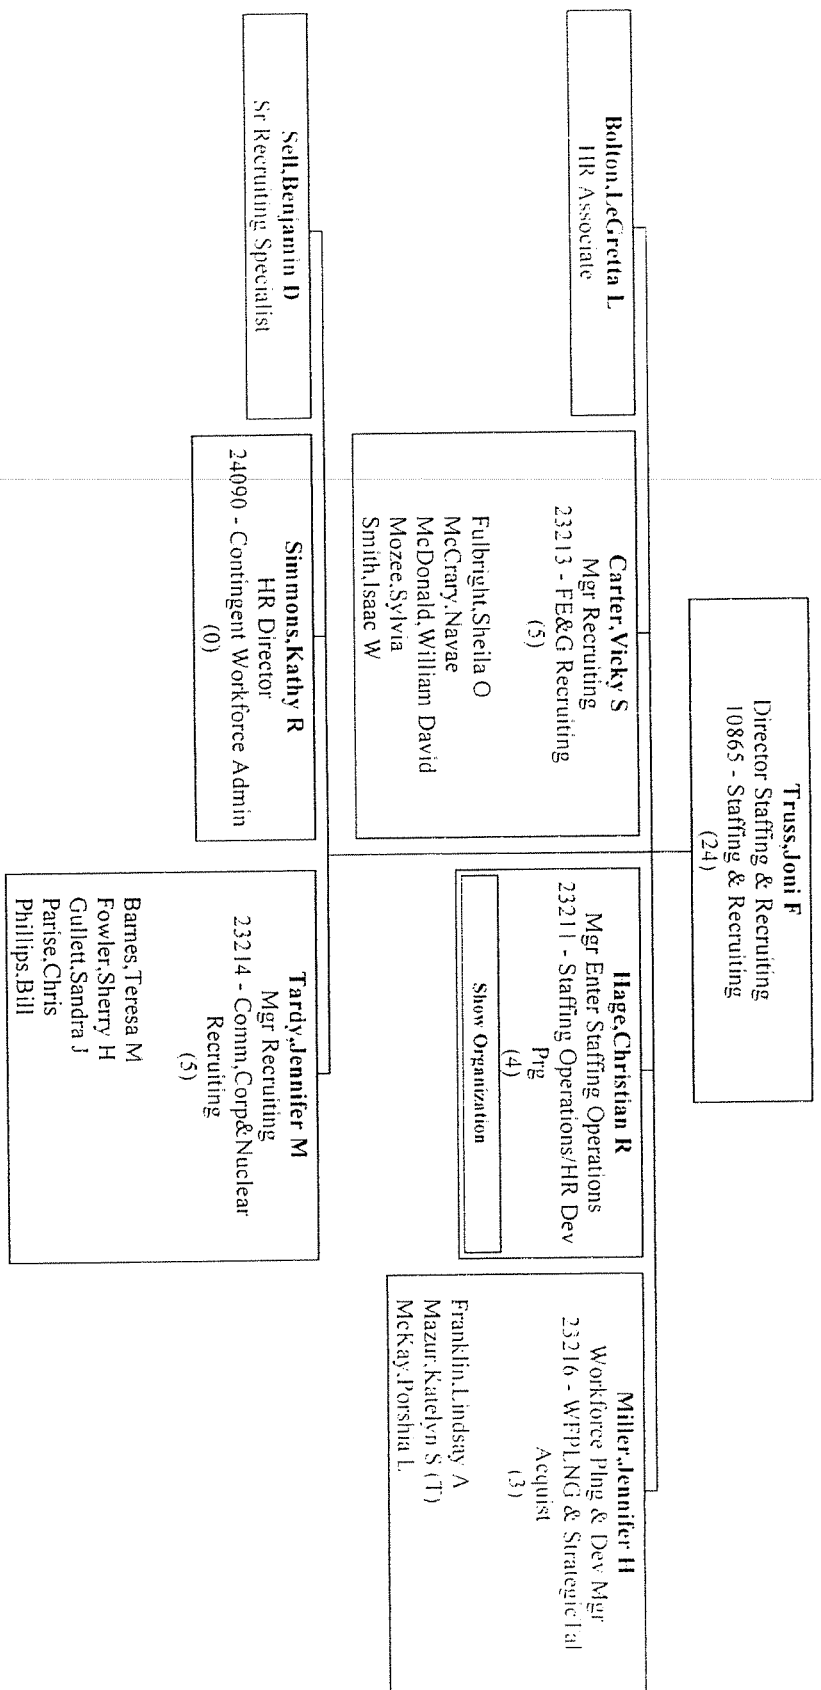 Truss,Joni F
Director Staffing & Recruiting
10865 - Staffing & Recruiting
(24)
Bolton,LeGretta L
HR Associate
Carter,Vicky S
Mgr Recruiting
23213 - FE&G Recruiting
(5)
Fulbright,Sheila O
McCrary,Navae
McDonald,William David
Mozee,Sylvia
Smith,Isaac W
Hage,Christian R
Mgr Enter Staffing Operations
23211 - Staffing Operations/HR Dev
Prg
(4)
Show Organization
Miller,Jennifer H
Workforce Plng & Dev Mgr
23216 - WFPLNG & Strategic Tal
Acquist
(3)
Franklin,Lindsay A
Mazur,Katelyn S (T)
McKay,Porshia L
Sell,Benjamin D
Sr Recruiting Specialist
Simmons,Kathy R
HR Director
24090 - Contingent Workforce Admin
(0)
Tardy,Jennifer M
Mgr Recruiting
23214 - Comm,Corp&Nuclear
Recruiting
(5)
Barnes,Teresa M
Fowler,Sherry H
Gullett,Sandra J
Parise,Chris
Phillips,Bill